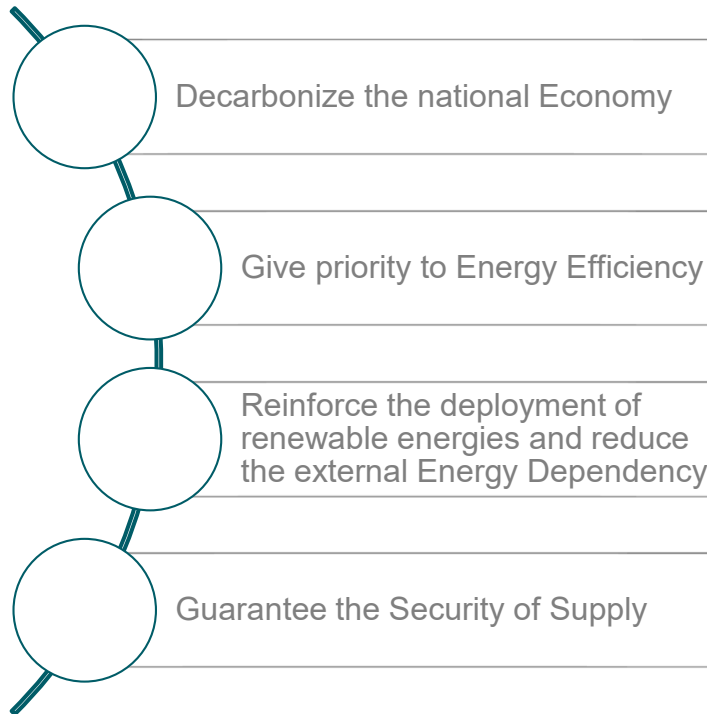 Decarbonize the national Economy
Give priority to Energy Efficiency
Reinforce the deployment of
renewable energies and reduce
the external Energy Dependency
Guarantee the Security of Supply